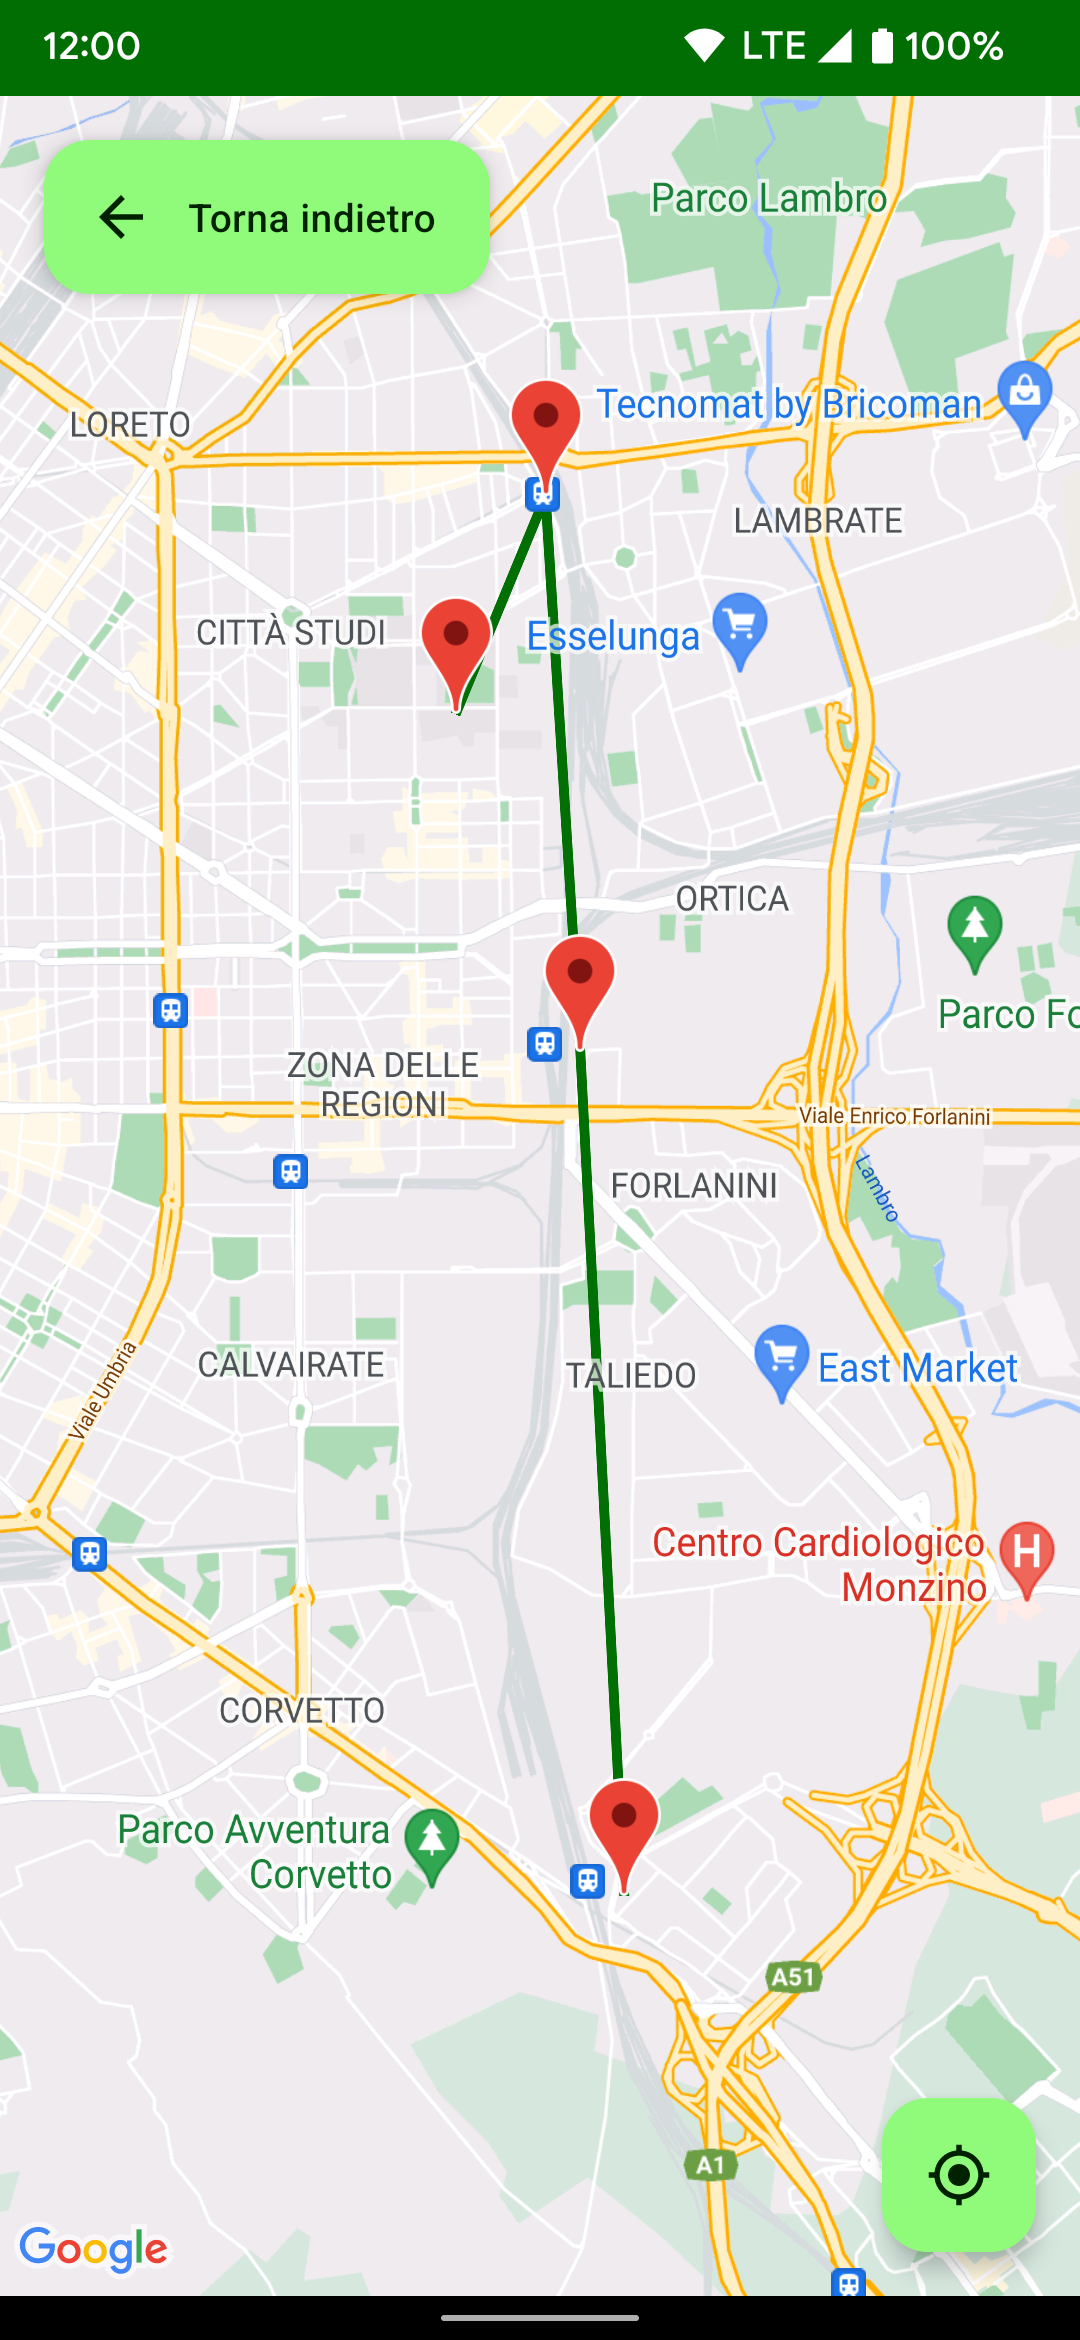 12:00
LTE
100%
Parco Lambro
Torna indietro
Tecnomat by Bricoman
LORETO
LAMBRATE
CITTÀ STUDI
Esselunga
ORTICA
Parco Fo
ZONA DELLE
REGIONI
Viale Enrico Forlanini
FORLANINI
Lambro
CALVAIRATE
TALIEDO
East Market
Viale Umbria
Centro Cardiologico
Monzino
H
CORVETTO
Parco Avventura
Corvetto
A51
A1
Google